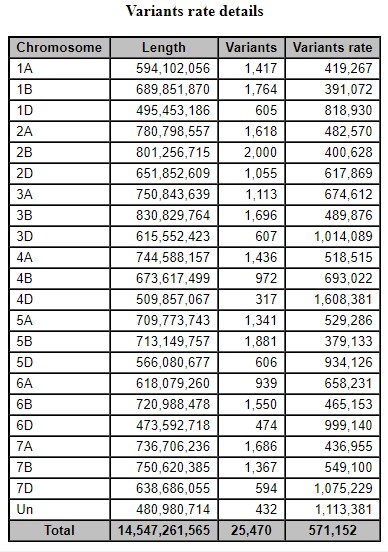 Variants rate details
Chromosome Length Variants Variants rate
1A 594,102,056 1,417 419,267
1B 689,851,870 1,764 391,072
1D 495,453,186 605 818,930
2A 780,798,557 1,618 482,570
2B 801,256,715 2,000 400,628
2D 651,852,609 1,055 617,869
3A 750,843,639 1,113 674,612
3B 830,829,764 1,696 489,876
3D 615,552,423 607 1,014,089
4A 744,588,157 1,436 518,515
4B 673,617,499 972 693,022
4D 509,857,067 317 1,608,381
5A 709,773,743 1,341 529,286
5B 713,149,757 1,881 379,133
5D 566,080,677 606 934,126
6A 618,079,260 939 658,231
6B 720,988,478 1,550 465,153
6D 473,592,718 474 999,140
7A 736,706,236 1,686 436,955
7B 750,620,385 1,367 549,100
7D 638,686,055 594 1,075,229
Un 480,980,714 432 1,113,381
Total 14,547,261,565 25,470 571,152